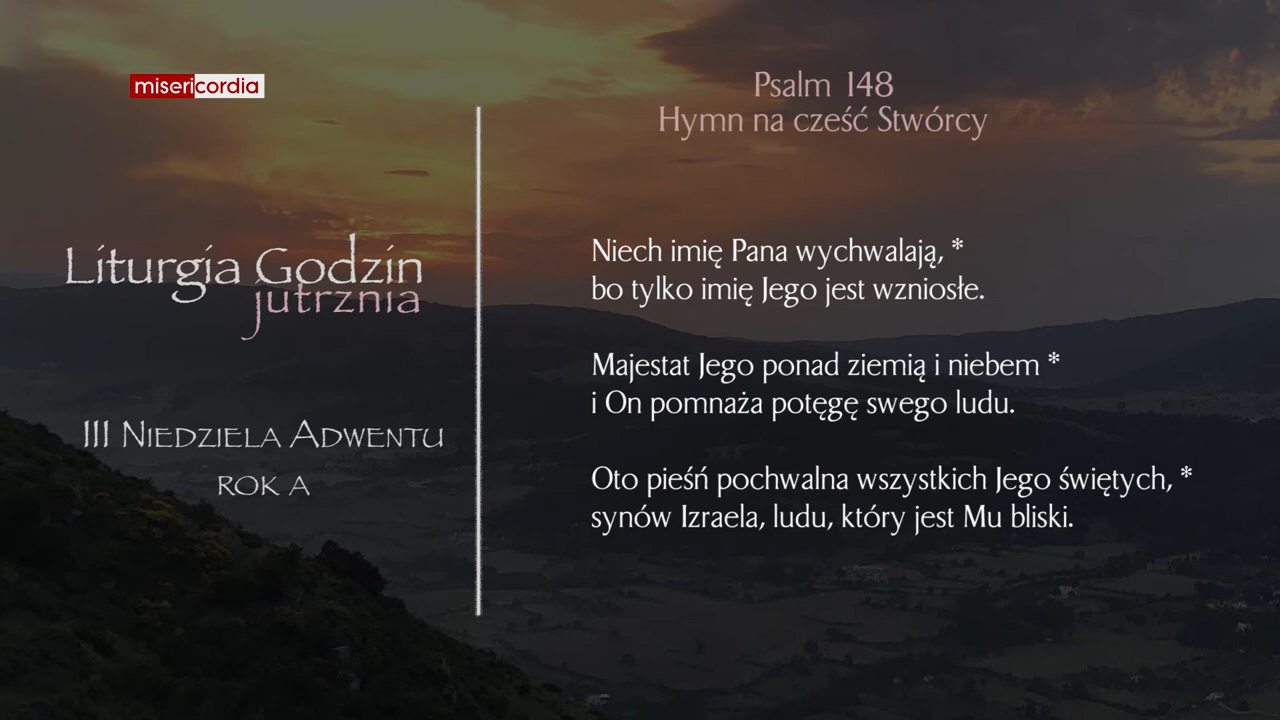 misericordia
Liturgia Godzin
jutrznia
III Niedziela Adwentu
rok A
Psalm 148
Hymn na cześć Stwórcy
Niech imię Pana wychwalają, *
bo tylko imię Jego jest wzniosłe.
Majestat Jego ponad ziemią i niebem *
i On pomnaża potęgę swego ludu.
Oto pieśń pochwalna wszystkich Jego świętych, *
synów Izraela, ludu, który jest Mu bliski.